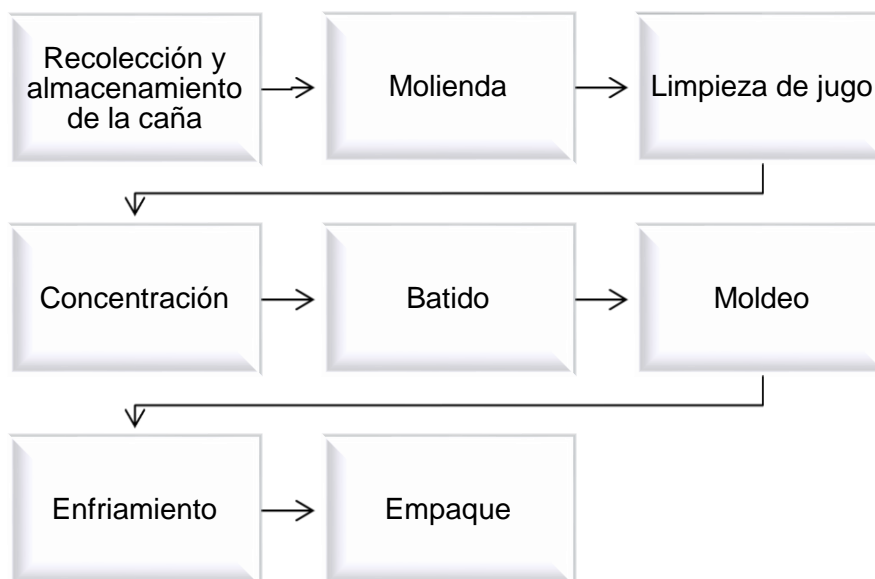 Recolección y
almacenamiento
de la caña
Molienda
Limpieza de jugo
Concentración
Batido
Moldeo
Enfriamiento
Empaque